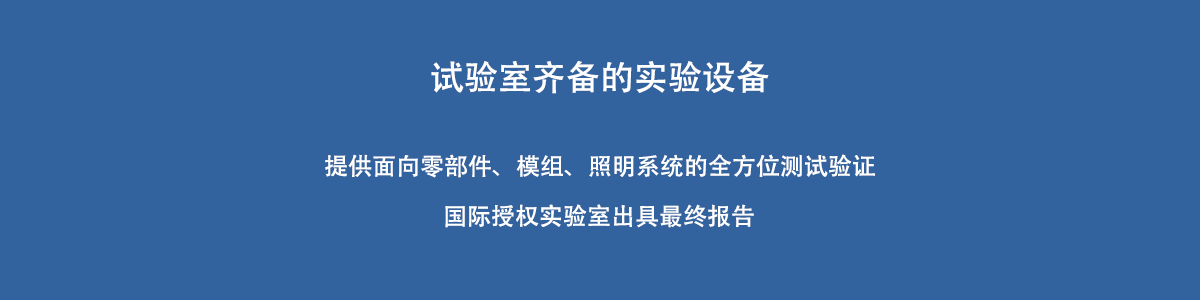 试验室齐备的实验设备
提供面向零部件、模组、照明系统的全方位测试验证
国际授权实验室出具最终报告